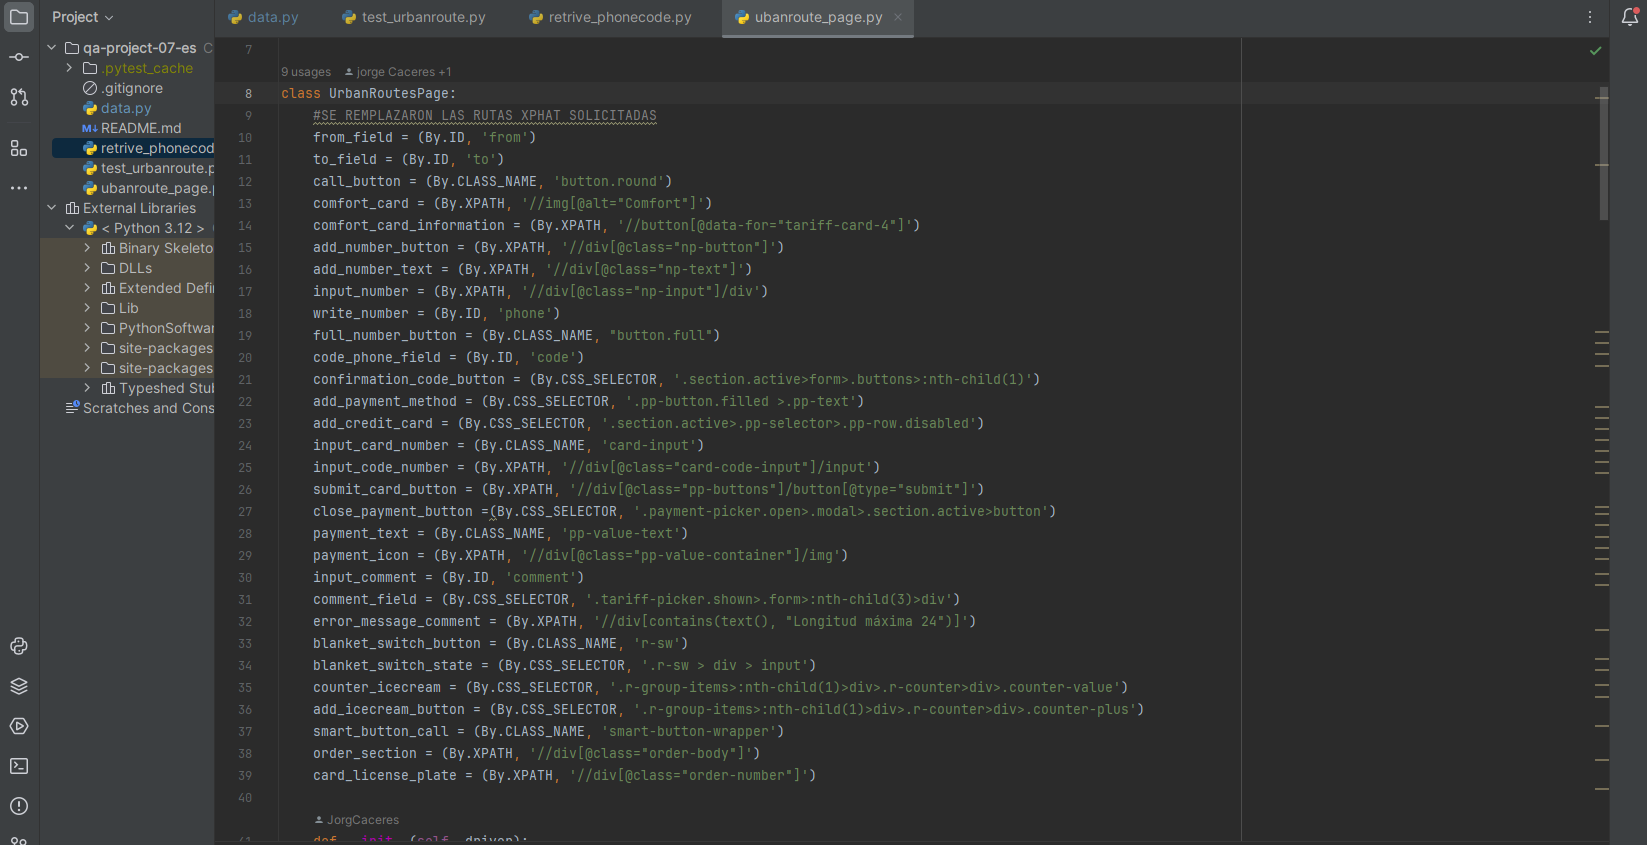 Project
data.py
test_urbanroute.py
retrive_phonecode.py
ubanroute_page.py
qa-project-07-es C
.pytest_cache
.gitignore
data.py
M↓ README.md
retrive_phonecod
test_urbanroute.p
ubanroute_page.p
External Libraries
< Python 3.12 >
Binary Skeleto
DLLs
Extended Defi
Lib
PythonSoftwar
site-packages
site-packages
Typeshed Stu
Scratches and Cons
7
9 usages jorge Caceres +1
8 class UrbanRoutesPage:
9 #SE REMPLAZARON LAS RUTAS XPHAT SOLICITADAS
10 from_field = (By.ID, 'from')
11 to_field = (By.ID, 'to')
12 call_button = (By.CLASS_NAME, 'button.round')
13 comfort_card = (By.XPATH, '//img[@alt="Comfort"]')
14 comfort_card_information = (By.XPATH, '//button[@data-for="tariff-card-4"]')
15 add_number_button = (By.XPATH, '//div[@class="np-button"]')
16 add_number_text = (By.XPATH, '//div[@class="np-text"]')
17 input_number = (By.XPATH, '//div[@class="np-input"]/div')
18 write_number = (By.ID, 'phone')
19 full_number_button = (By.CLASS_NAME, "button.full")
20 code_phone_field = (By.ID, 'code')
21 confirmation_code_button = (By.CSS_SELECTOR, '.section.active>form>.buttons>:nth-child(1)')
22 add_payment_method = (By.CSS_SELECTOR, '.pp-button.filled >.pp-text')
23 add_credit_card = (By.CSS_SELECTOR, '.section.active>.pp-selector>.pp-row.disabled')
24 input_card_number = (By.CLASS_NAME, 'card-input')
25 input_code_number = (By.XPATH, '//div[@class="card-code-input"]/input')
26 submit_card_button = (By.XPATH, '//div[@class="pp-buttons"]/button[@type="submit"]')
27 close_payment_button =(By.CSS_SELECTOR, '.payment-picker.open>.modal>.section.active>button')
28 payment_text = (By.CLASS_NAME, 'pp-value-text')
29 payment_icon = (By.XPATH, '//div[@class="pp-value-container"]/img')
30 input_comment = (By.ID, 'comment')
31 comment_field = (By.CSS_SELECTOR, '.tariff-picker.shown>.form>:nth-child(3)>div')
32 error_message_comment = (By.XPATH, '//div[contains(text(), "Longitud máxima 24")]')
33 blanket_switch_button = (By.CLASS_NAME, 'r-sw')
34 blanket_switch_state = (By.CSS_SELECTOR, '.r-sw > div > input')
35 counter_icecream = (By.CSS_SELECTOR, '.r-group-items>:nth-child(1)>div>.r-counter>div>.counter-value')
36 add_icecream_button = (By.CSS_SELECTOR, '.r-group-items>:nth-child(1)>div>.r-counter>div>.counter-plus')
37 smart_button_call = (By.CLASS_NAME, 'smart-button-wrapper')
38 order_section = (By.XPATH, '//div[@class="order-body"]')
39 card_license_plate = (By.XPATH, '//div[@class="order-number"]')
40
JorgCaceres
41 def __init__(self, driver):